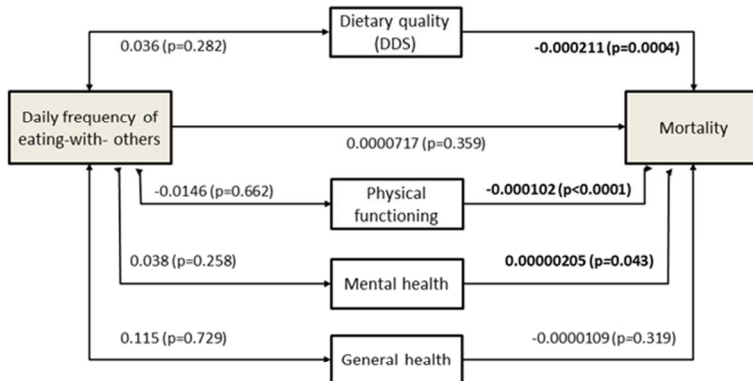 Dietary quality
(DDS)
0.036 (p=0.282)
-0.000211 (p=0.0004)
Daily frequency of
eating-with- others
Mortality
0.0000717 (p=0.359)
-0.0146 (p=0.662)
Physical
functioning
-0.000102 (p<0.0001)
0.038 (p=0.258)
Mental health
0.00000205 (p=0.043)
0.115 (p=0.729)
General health
-0.0000109 (p=0.319)